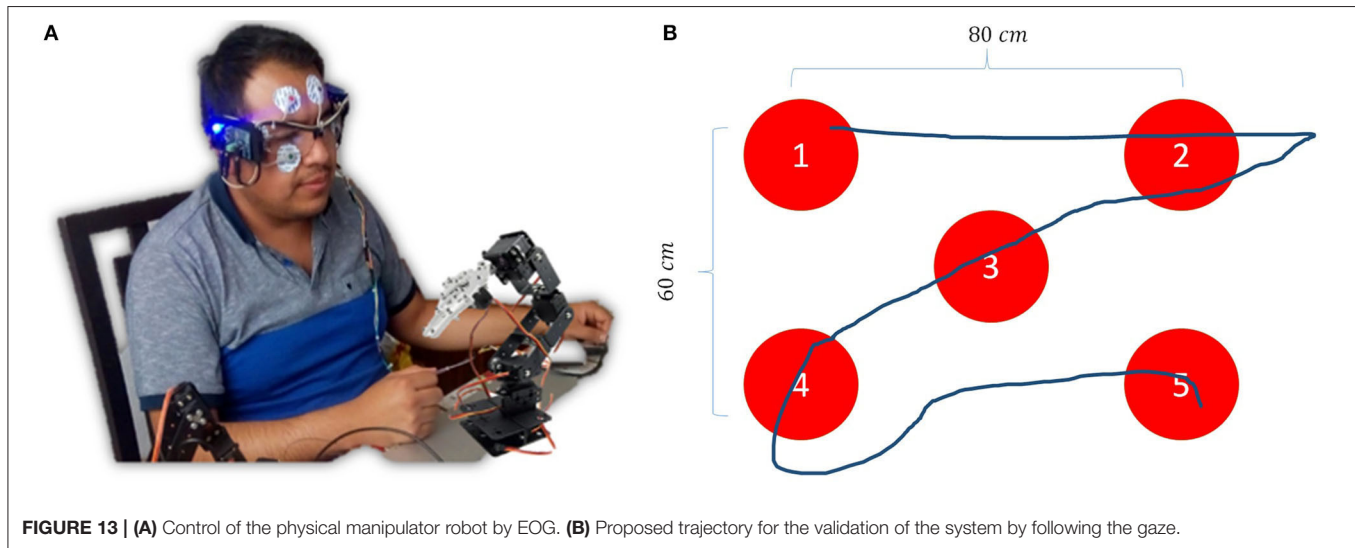 A
B
80 cm
60 cm
1
2
3
4
5
FIGURE 13 | (A) Control of the physical manipulator robot by EOG. (B) Proposed trajectory for the validation of the system by following the gaze.